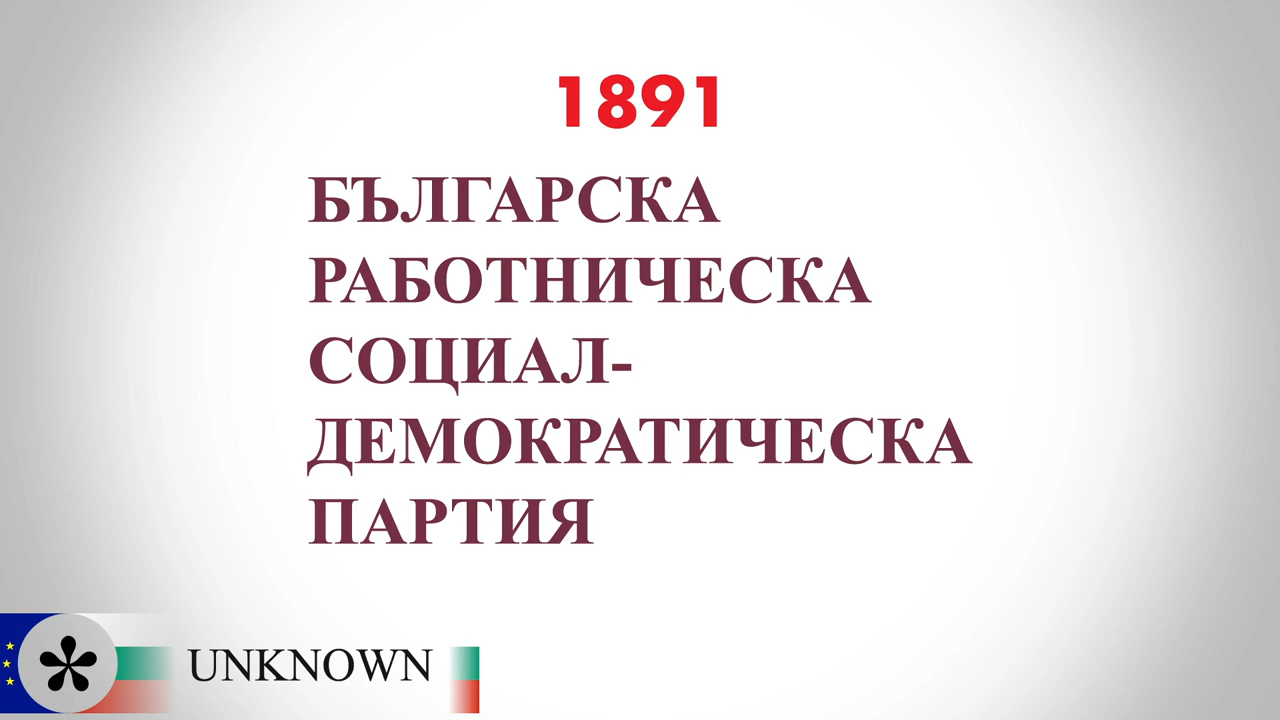 1891
БЪЛГАРСКА
РАБОТНИЧЕСКА
СОЦИАЛ-
ДЕМОКРАТИЧЕСКА
ПАРТИЯ
UNKNOWN